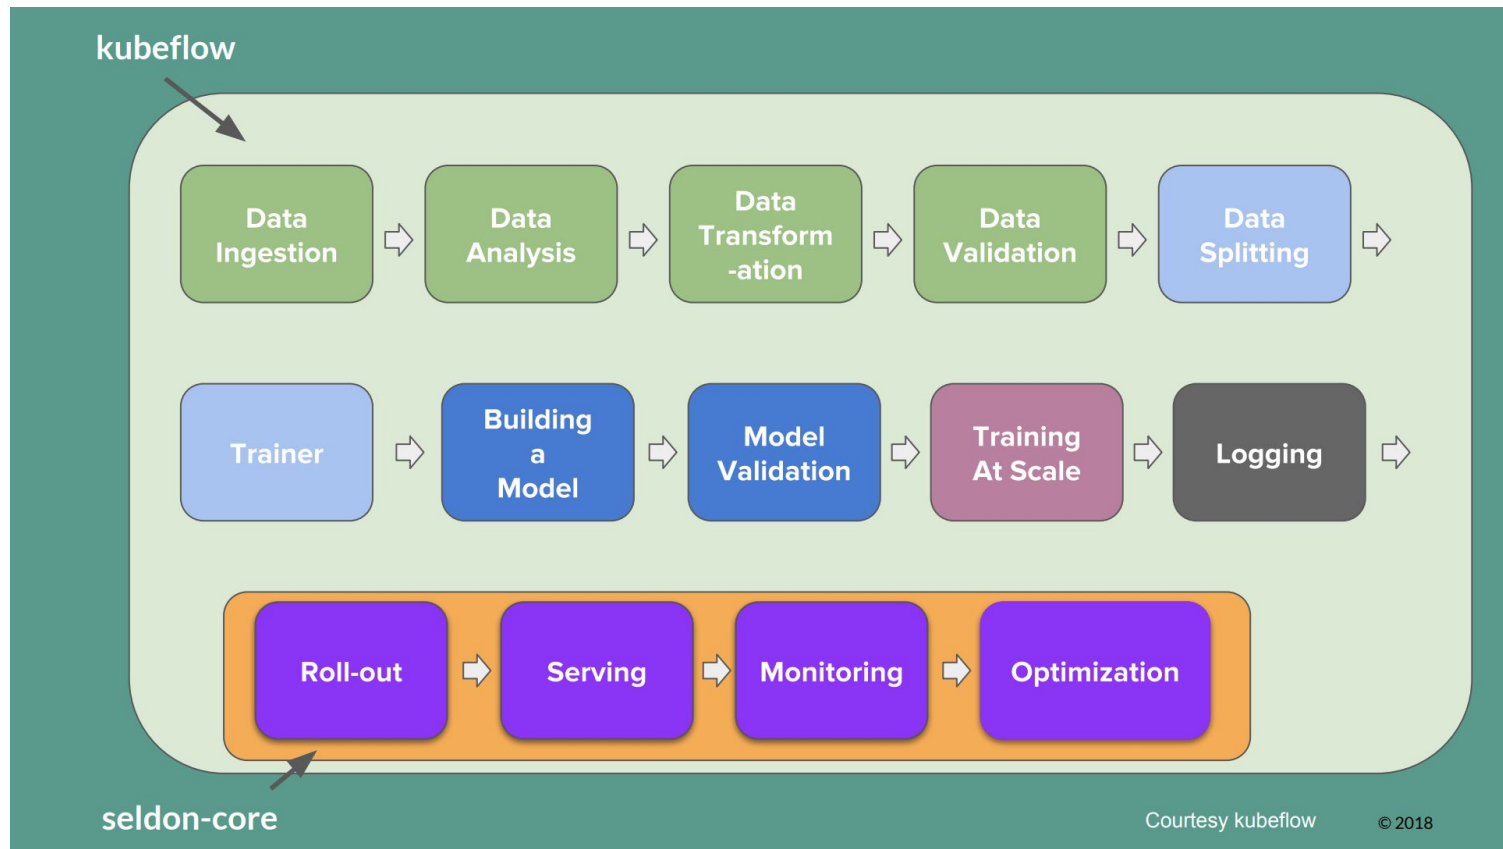 kubeflow
Data
Ingestion
Data
Analysis
Data
Transform
-ation
Data
Validation
Data
Splitting
Trainer
Building
a
Model
Model
Validation
Training
At Scale
Logging
Roll-out
Serving
Monitoring
Optimization
seldon-core
Courtesy kubeflow
© 2018